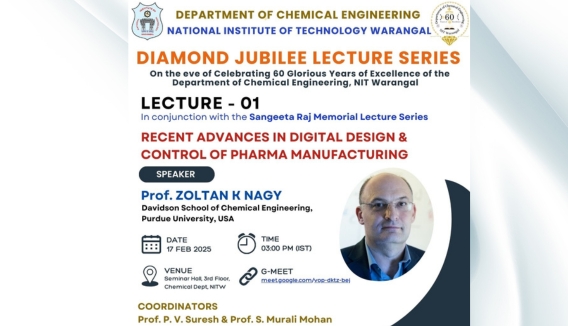 DEPARTMENT OF CHEMICAL ENGINEERING
NATIONAL INSTITUTE OF TECHNOLOGY WARANGAL
60
DIAMOND JUBILEE LECTURE SERIES
On the eve of Celebrating 60 Glorious Years of Excellence of the
Department of Chemical Engineering, NIT Warangal
LECTURE - 01
In conjunction with the Sangeeta Raj Memorial Lecture Series
RECENT ADVANCES IN DIGITAL DESIGN &
CONTROL OF PHARMA MANUFACTURING
SPEAKER
Prof. ZOLTAN K NAGY
Davidson School of Chemical Engineering,
Purdue University, USA
DATE
17 FEB 2025
TIME
03:00 PM (IST)
VENUE
Seminar Hall, 3rd Floor,
Chemical Dept, NITW
G-MEET
meet.google.com/vop-dktz-bei
COORDINATORS
Prof. P. V. Suresh & Prof. S. Murali Mohan